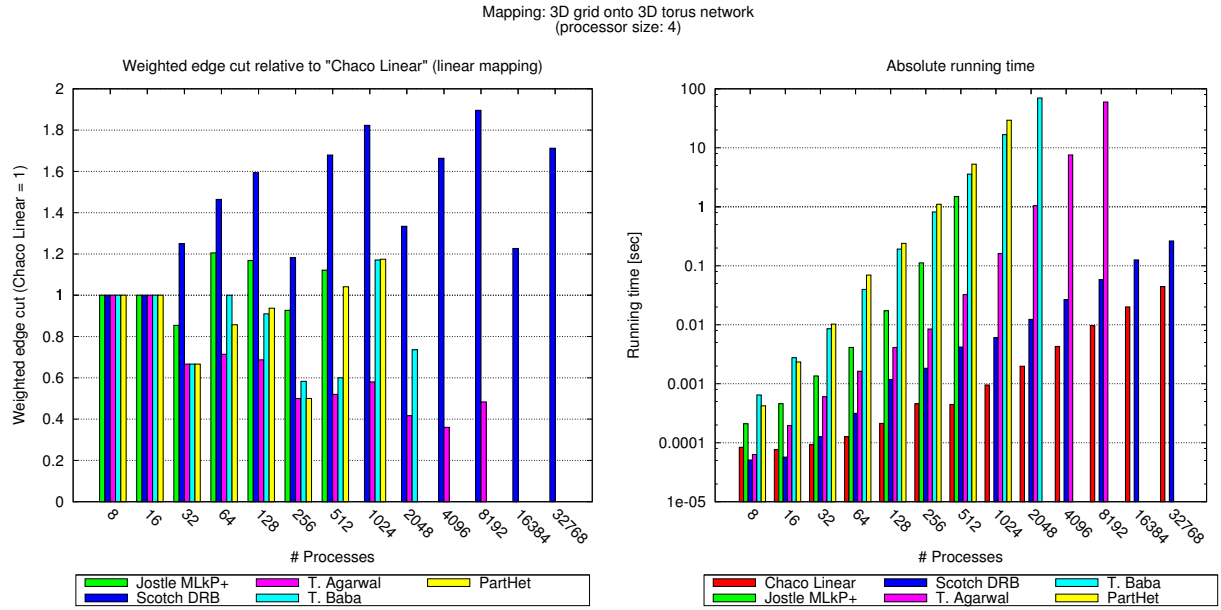 Mapping: 3D grid onto 3D torus network
(processor size: 4)
Weighted edge cut relative to "Chaco Linear" (linear mapping)
Weighted edge cut (Chaco Linear = 1)
2
1.8
1.6
1.4
1.2
1
0.8
0.6
0.4
0.2
0
8
16
32
64
128
256
512
1024
2048
4096
8192
16384
32768
# Processes
Jostle MLkP+
Scotch DRB
T. Agarwal
T. Baba
PartHet
Absolute running time
Running time [sec]
100
10
1
0.1
0.01
0.001
0.0001
1e-05
8
16
32
64
128
256
512
1024
2048
4096
8192
16384
32768
# Processes
Chaco Linear
Jostle MLkP+
Scotch DRB
T. Agarwal
T. Baba
PartHet